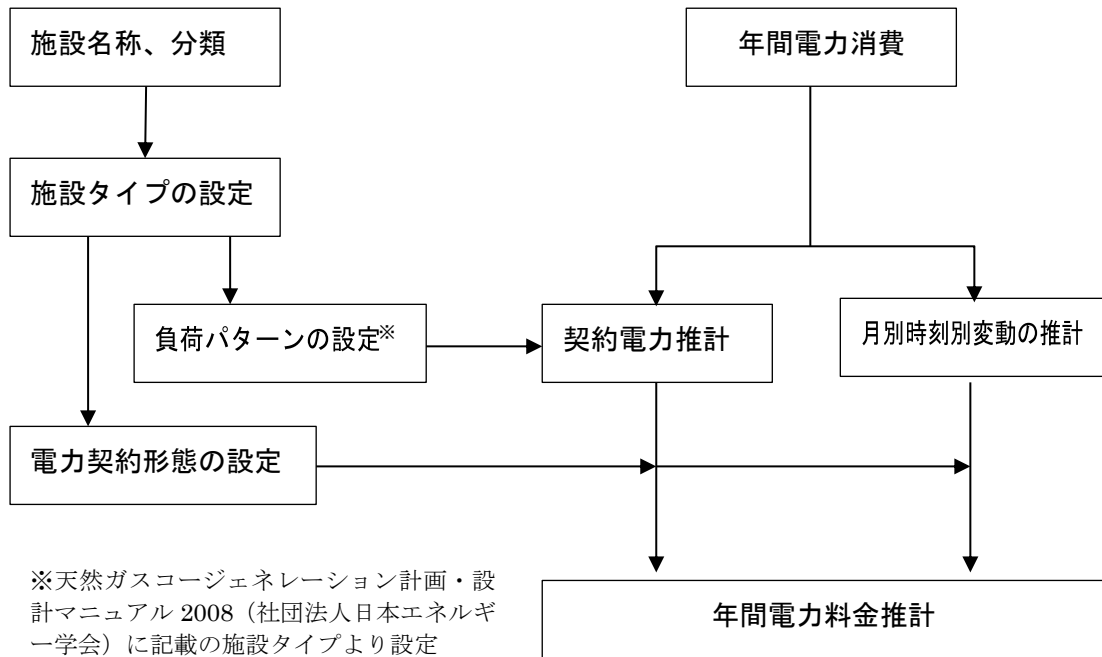 施設名称、分類
年間電力消費
施設タイプの設定
負荷パターンの設定※
契約電力推計
月別時刻別変動の推計
電力契約形態の設定
※天然ガスコージェネレーション計画・設
計マニュアル 2008（社団法人日本エネルギ
ー学会）に記載の施設タイプより設定
年間電力料金推計